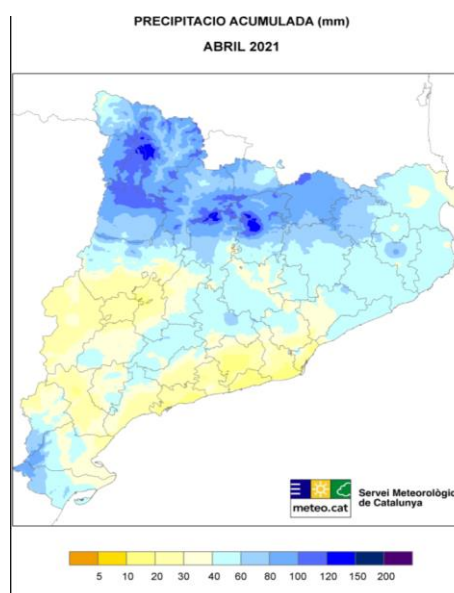 PRECIPITACIO ACUMULADA (mm)
ABRIL 2021
meteo.cat
Servei Meteorològic
de Catalunya
5 10 20 30 40 60 80 100 120 150 200